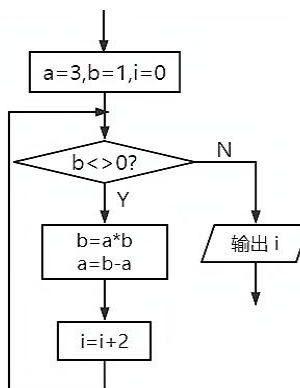 a=3,b=1,i=0
b<>0?
N
Y
b=a*b
a=b-a
输出 i
i=i+2